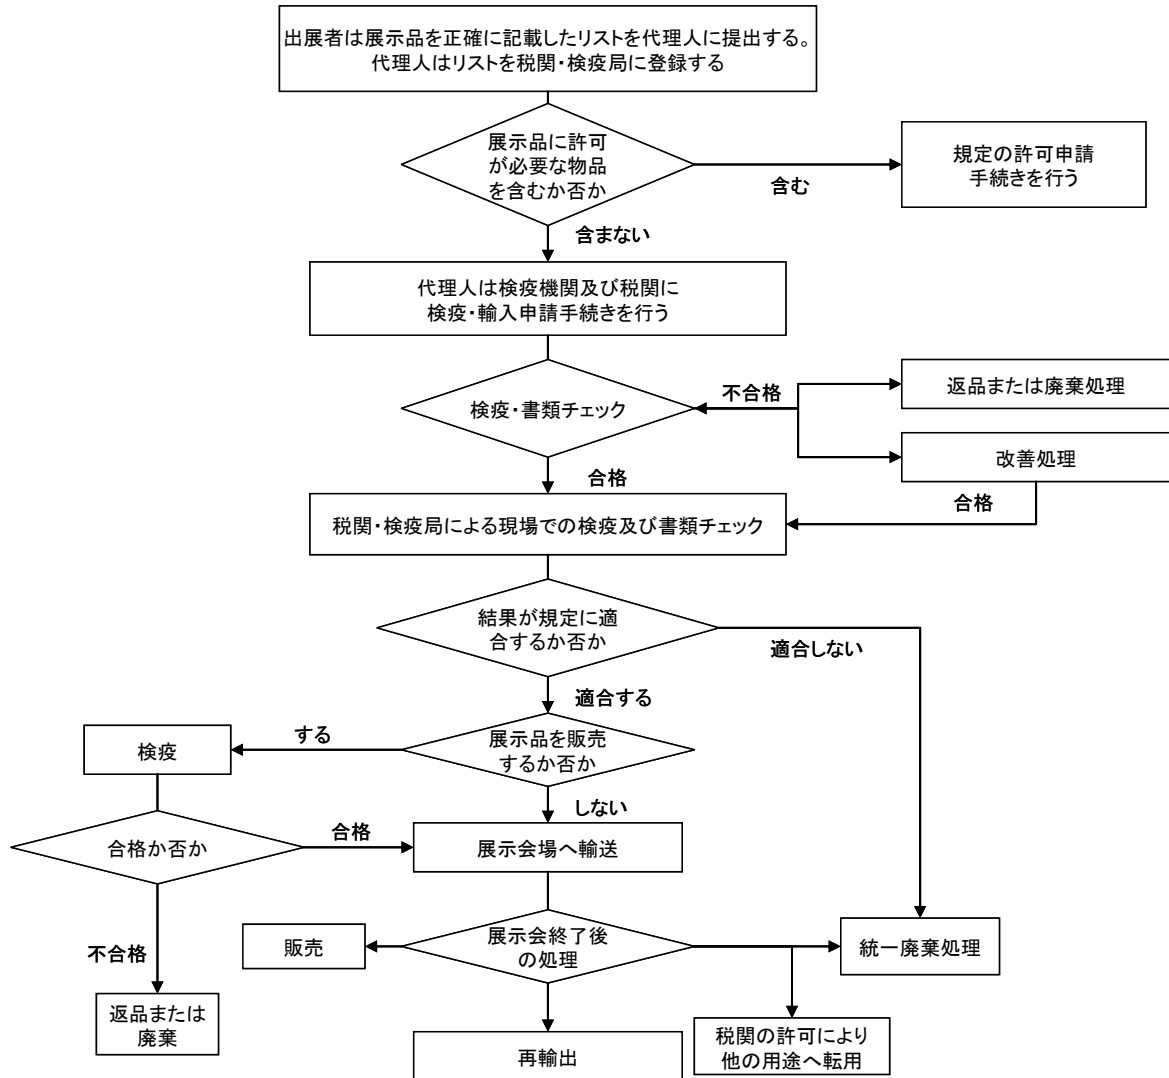 出展者は展示品を正確に記載したリストを代理人に提出する。
代理人はリストを税関・検疫局に登録する
展示品に許可
が必要な物品
を含むか否か
含む
規定の許可申請
手続きを行う
含まない
代理人は検疫機関及び税関に
検疫・輸入申請手続きを行う
検疫・書類チェック
不合格
返品または廃棄処理
改善処理
合格
合格
税関・検疫局による現場での検疫及び書類チェック
結果が規定に適
合するか否か
適合しない
適合する
展示品を販売
するか否か
する
検疫
しない
合格か否か
合格
展示会場へ輸送
不合格
販売
展示会終了後
の処理
統一廃棄処理
返品または
廃棄
再輸出
税関の許可により
他の用途へ転用